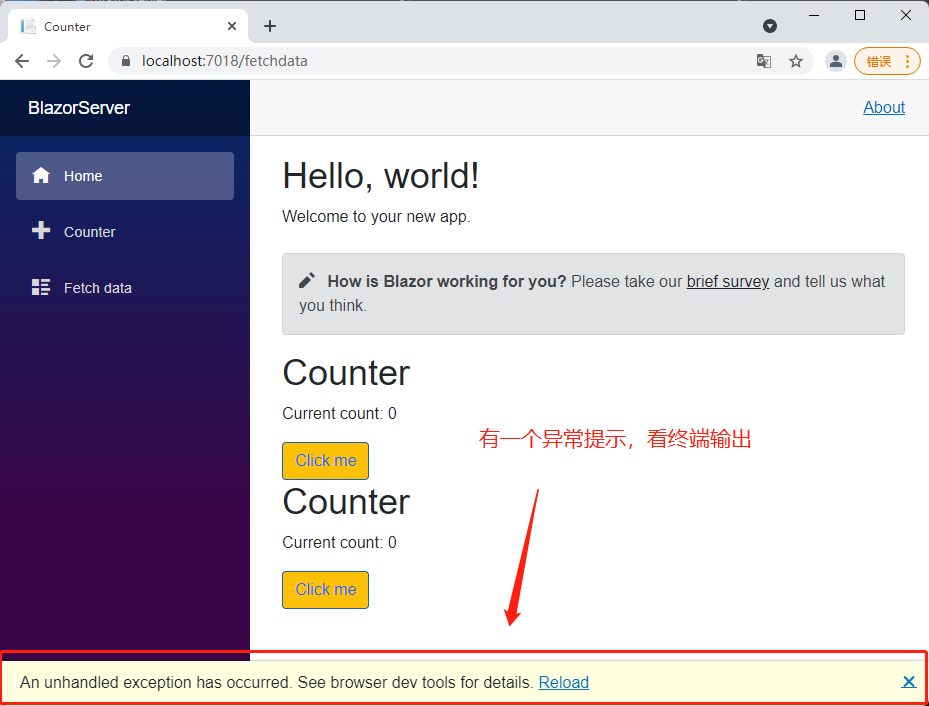 Counter
localhost:7018/fetchdata
错误
BlazorServer
About
Home
Counter
Fetch data
Hello, world!
Welcome to your new app.
How is Blazor working for you? Please take our brief survey and tell us what
you think.
Counter
Current count: 0
有一个异常提示，看终端输出
Click me
Counter
Current count: 0
Click me
An unhandled exception has occurred. See browser dev tools for details. Reload